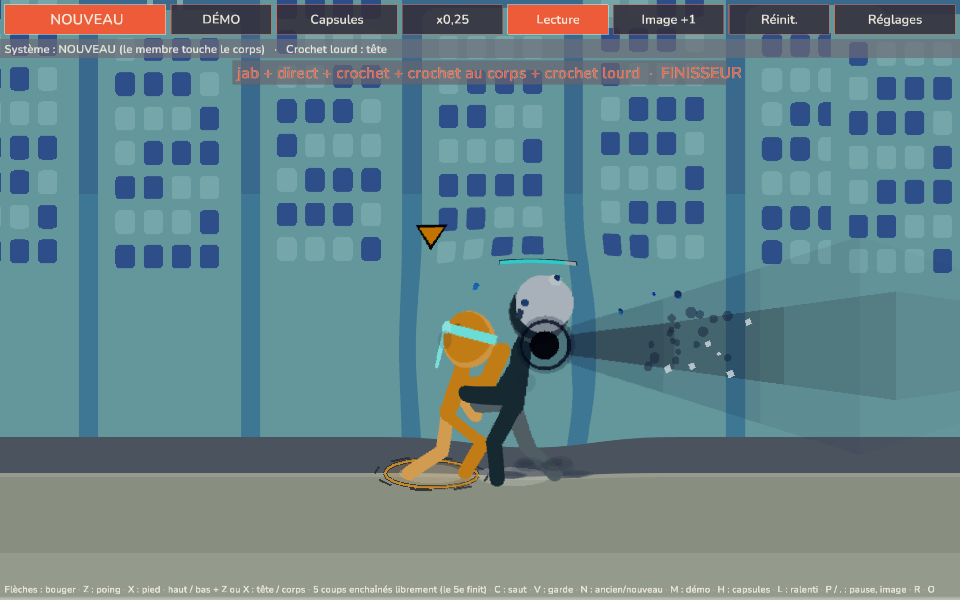 NOUVEAU DÉMO Capsules x0,25 Lecture Image +1 Réinit. Réglages
Système : NOUVEAU (le membre touche le corps) · Crochet lourd : tête
jab + direct + crochet + crochet au corps + crochet lourd · FINISSEUR
Flèches : bouger Z : poing X : pied haut / bas + Z ou X : tête / corps 5 coups enchaînés librement (le 5e finit) C : saut V : garde N : ancien/nouveau M : démo H : capsules L : ralenti P / . : pause, image R O